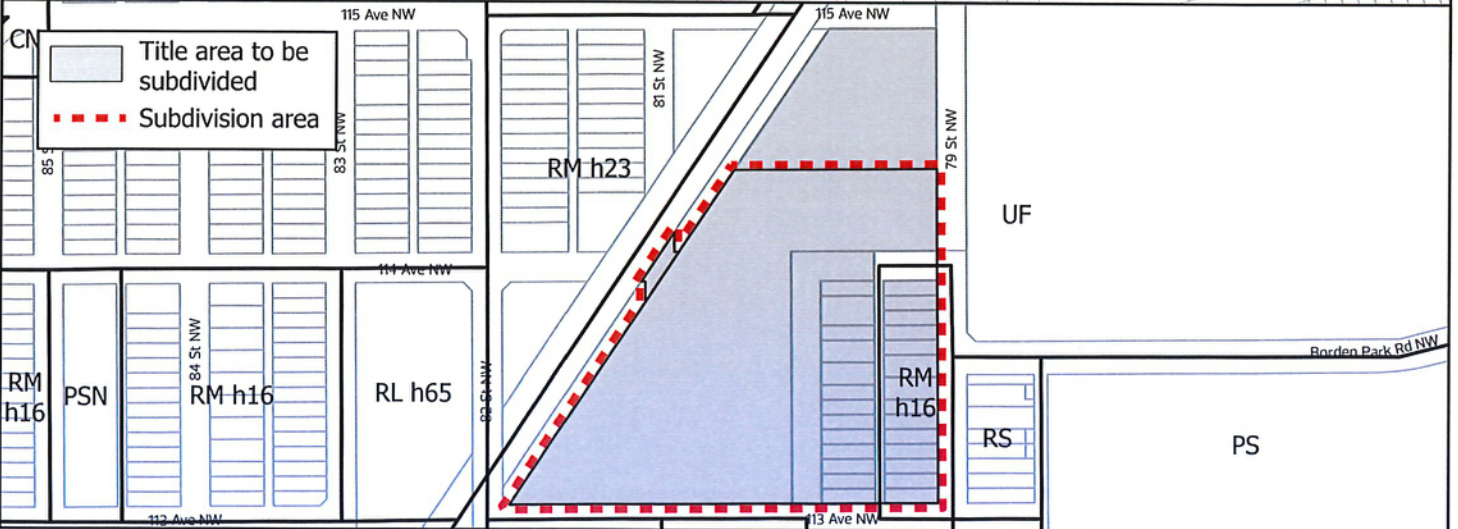 115 Ave NW
115 Ave NW
CN
Title area to be
subdivided
Subdivision area
81 St NW
83 St NW
79 St NW
RM h23
UF
114 Ave NW
84 St NW
82 St NW
Borden Park Rd NW
RM
h16
PSN
RM h16
RL h65
RM
h16
RS
PS
113 Ave NW
113 Ave NW